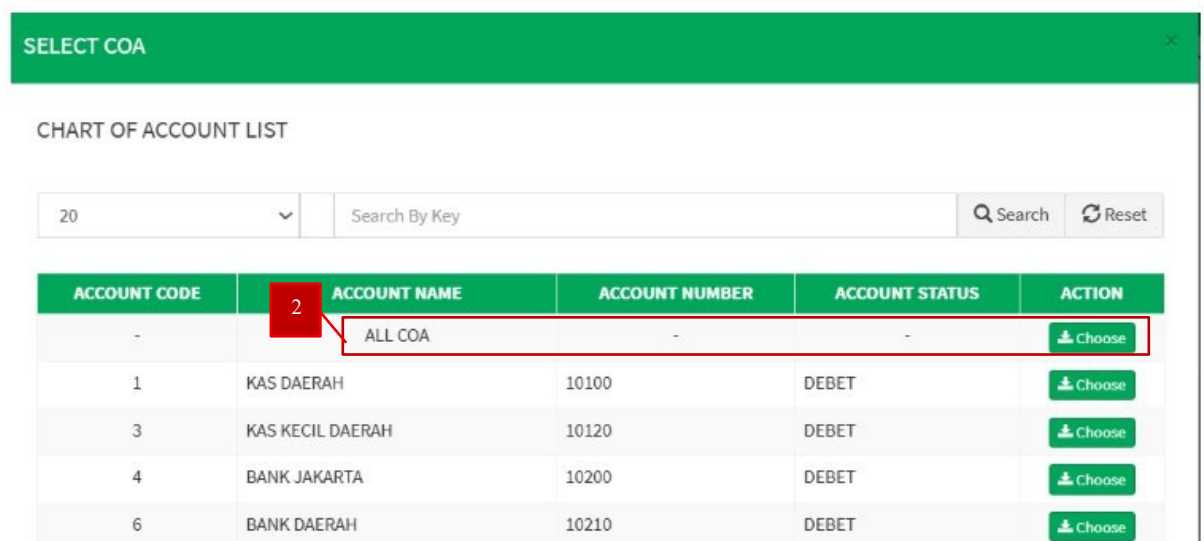 SELECT COA ×
CHART OF ACCOUNT LIST
20 Search By Key Search Reset
ACCOUNT CODE ACCOUNT NAME ACCOUNT NUMBER ACCOUNT STATUS ACTION
2
- ALL COA - - Choose
1 KAS DAERAH 10100 DEBET Choose
3 KAS KECIL DAERAH 10120 DEBET Choose
4 BANK JAKARTA 10200 DEBET Choose
6 BANK DAERAH 10210 DEBET Choose